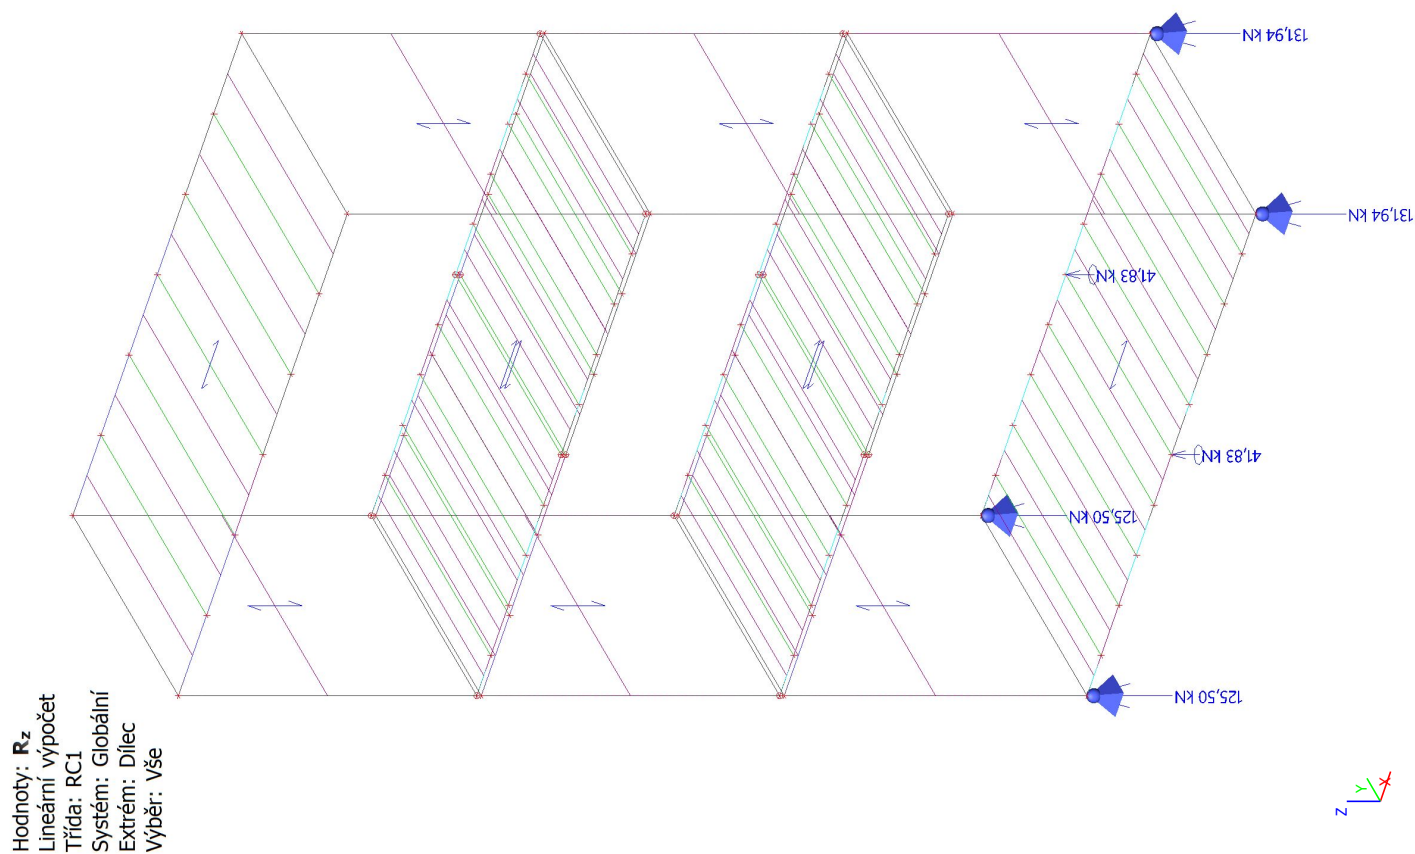 Hodnoty: Rz
Lineární výpočet
Třída: RC1
Systém: Globální
Extrém: Dílec
Výběr: Vše
131,94 kN
131,94 kN
41,83 kN
41,83 kN
125,50 kN
125,50 kN
X
Y
Z